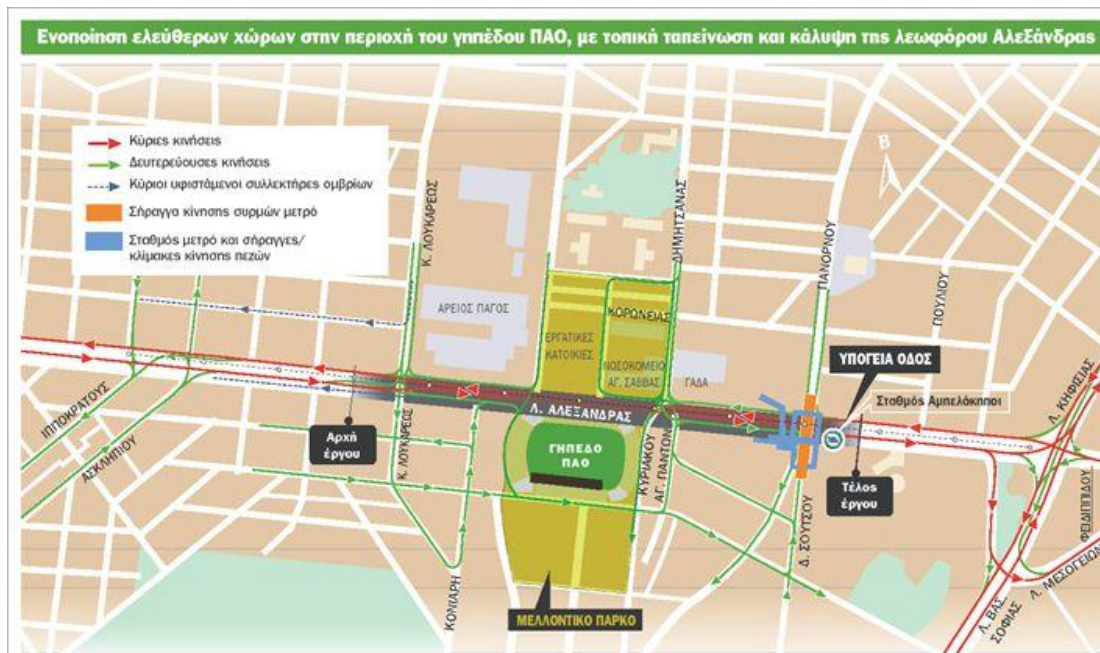 Ενοποίηση ελεύθερων χώρων στην περιοχή του γηπέδου ΠΑΟ, με τοπική ταπείνωση και κάλυψη της λεωφόρου Αλεξάνδρας
Κύριες κινήσεις
Δευτερεύουσες κινήσεις
Κύριοι υφιστάμενοι συλλεκτήρες ομβρίων
Σήραγγα κίνησης συρμών μετρό
Σταθμός μετρό και σήραγγες/
κλίμακες κίνησης πεζών
Β
Κ. ΛΟΥΚΑΡΕΩΣ
ΔΗΜΗΤΣΑΝΑΣ
ΠΑΝΟΡΜΟΥ
ΠΟΥΛΙΟΥ
ΑΡΕΙΟΣ ΠΑΓΟΣ
ΚΟΡΩΝΕΙΑΣ
ΕΡΓΑΤΙΚΕΣ
ΚΑΤΟΙΚΙΕΣ
ΝΟΣΟΚΟΜΕΙΟ
ΑΓ. ΣΑΒΒΑΣ
ΓΑΔΑ
ΥΠΟΓΕΙΑ ΟΔΟΣ
Σταθμός Αμπελόκηποι
Λ. ΚΗΦΙΣΙΑΣ
ΙΠΠΟΚΡΑΤΟΥΣ
ΑΣΚΛΗΠΙΟΥ
Αρχή
έργου
Κ. ΛΟΥΚΑΡΕΩΣ
Λ. ΑΛΕΞΑΝΔΡΑΣ
ΓΗΠΕΔΟ
ΠΑΟ
ΚΥΡΙΑΚΟΥ
ΑΓ. ΠΑΝΤΩΝ
Τέλος
έργου
Δ. ΣΟΥΤΣΟΥ
ΦΕΙΔΙΠΠΙΔΟΥ
Λ. ΜΕΣΟΓΕΙΩΝ
Λ. ΒΑΣ.
ΣΟΦΙΑΣ
ΚΟΝΙΑΡΗ
ΜΕΛΛΟΝΤΙΚΟ ΠΑΡΚΟ